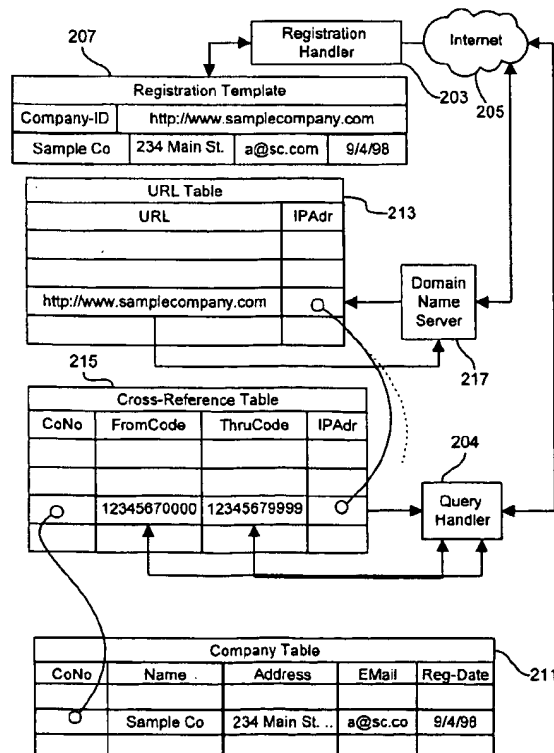 207
Registration Handler
Internet
203
205
Registration Template
Company-ID http://www.samplecompany.com
Sample Co 234 Main St. a@sc.com 9/4/98
URL Table
URL IPAdr
213
http://www.samplecompany.com
Domain Name Server
217
215
Cross-Reference Table
CoNo FromCode ThruCode IPAdr
12345670000 12345679999
204
Query Handler
Company Table
211
CoNo Name Address EMail Reg-Date
Sample Co 234 Main St. .. a@sc.co 9/4/98